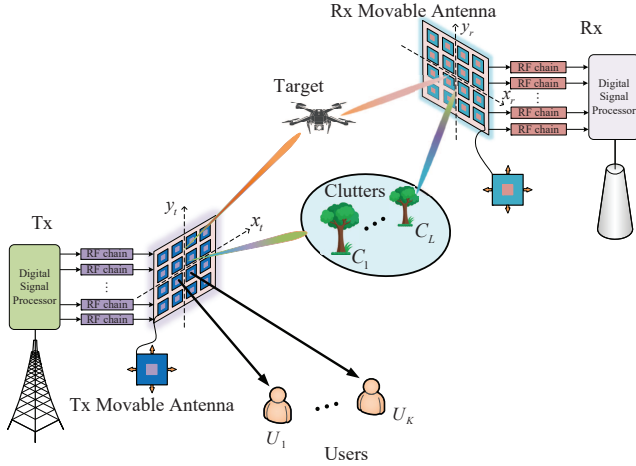 Rx Movable Antenna
y_r
Rx
Target
x_r
RF chain
RF chain
⋮
RF chain
RF chain
Digital
Signal
Processor
Clutters
C_1
...
C_L
y_t
x_t
Tx
Digital
Signal
Processor
RF chain
RF chain
⋮
RF chain
RF chain
Tx Movable Antenna
U_1
...
U_K
Users